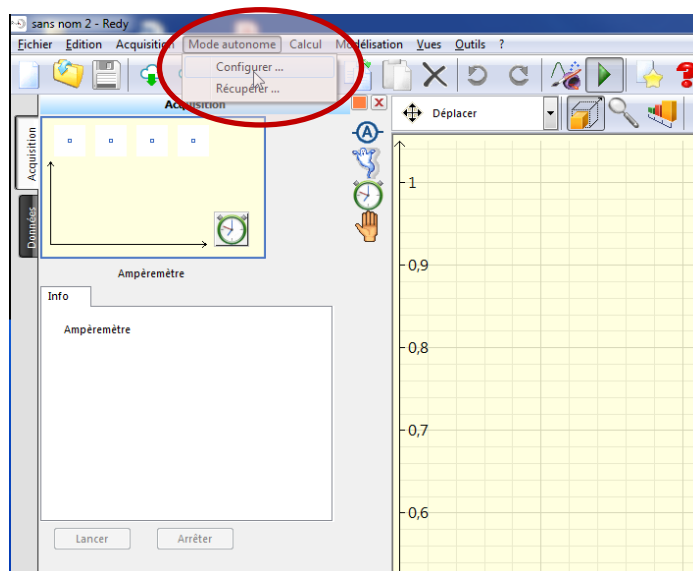 sans nom 2 - Redy
Fichier Edition Acquisition Mode autonome Calcul Modélisation Vues Outils ?
Configurer ...
Récupérer ...
Acquisition
Déplacer
Acquisition
Données
A
Ampèremètre
Info
Ampèremètre
Lancer Arrêter
1
0,9
0,8
0,7
0,6